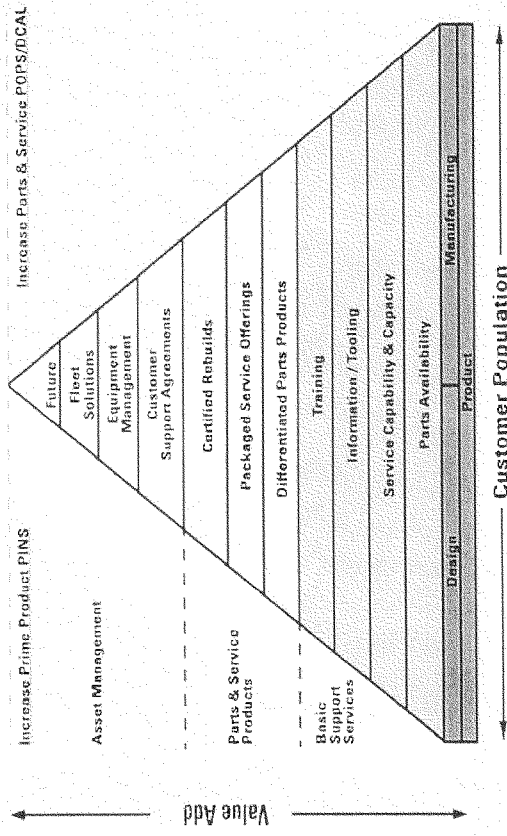 Increase Prime Product PINS
Increase Parts & Service POPS/DCAL
Value Add
Asset Management
Parts & Service
Products
Basic
Support
Services
Future
Fleet
Solutions
Equipment
Management
Customer
Support Agreements
Certified Rebuilds
Packaged Service Offerings
Differentiated Parts Products
Training
Information / Tooling
Service Capability & Capacity
Parts Availability
Design
Manufacturing
Product
Customer Population